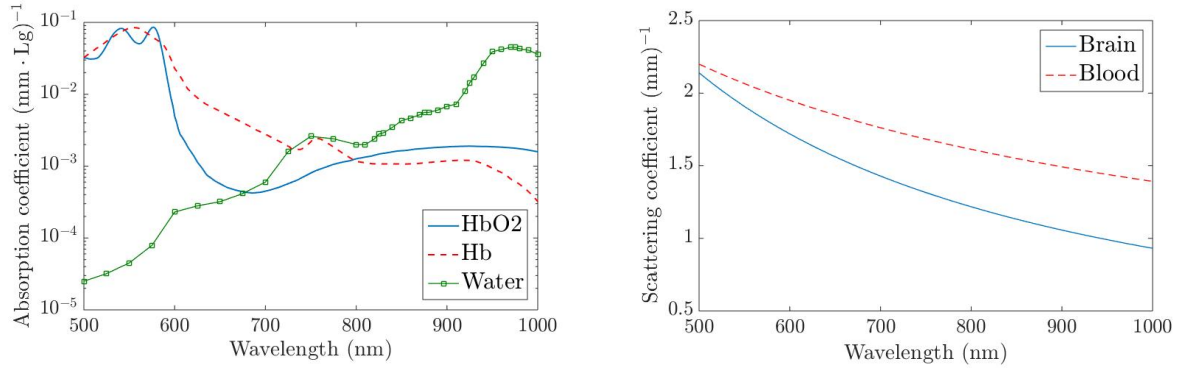 Absorption coefficient (mm · Lg)⁻¹
10⁻¹
10⁻²
10⁻³
10⁻⁴
10⁻⁵
500 600 700 800 900 1000
Wavelength (nm)
HbO2
Hb
Water
Scattering coefficient (mm)⁻¹
2.5
2
1.5
1
0.5
500 600 700 800 900 1000
Wavelength (nm)
Brain
Blood